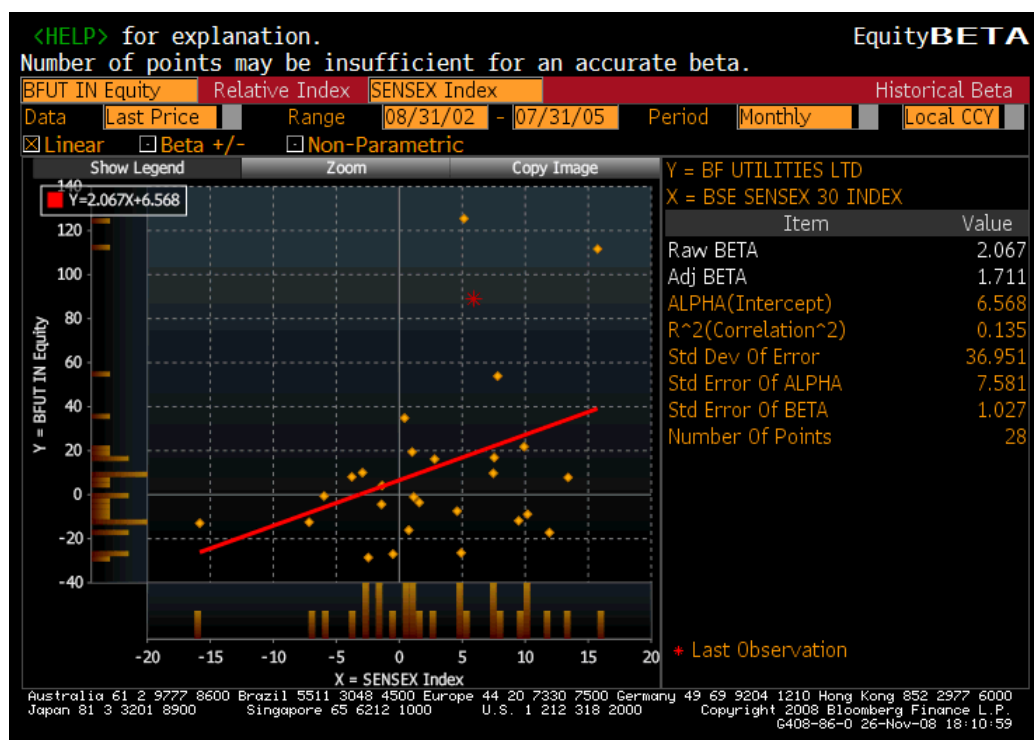 <HELP> for explanation. EquityBETA
Number of points may be insufficient for an accurate beta.
BFUT IN Equity Relative Index SENSEX Index Historical Beta
Data Last Price Range 08/31/02 - 07/31/05 Period Monthly Local CCY
Linear Beta +/- Non-Parametric
Show Legend Zoom Copy Image
Y = BF UTILITIES LTD
X = BSE SENSEX 30 INDEX
Item Value
Raw BETA 2.067
Adj BETA 1.711
ALPHA(Intercept) 6.568
R^2(Correlation^2) 0.135
Std Dev Of Error 36.951
Std Error Of ALPHA 7.581
Std Error Of BETA 1.027
Number Of Points 28
* Last Observation
140
Y=2.067X+6.568
120
100
80
60
40
20
0
-20
-40
Y = BFUT IN Equity
-20 -15 -10 -5 0 5 10 15 20
X = SENSEX Index
Australia 61 2 9777 8600 Brazil 5511 3048 4500 Europe 44 20 7330 7500 Germany 49 69 9204 1210 Hong Kong 852 2977 6000
Japan 81 3 3201 8900 Singapore 65 6212 1000 U.S. 1 212 318 2000 Copyright 2008 Bloomberg Finance L.P.
G408-86-0 26-Nov-08 18:10:59